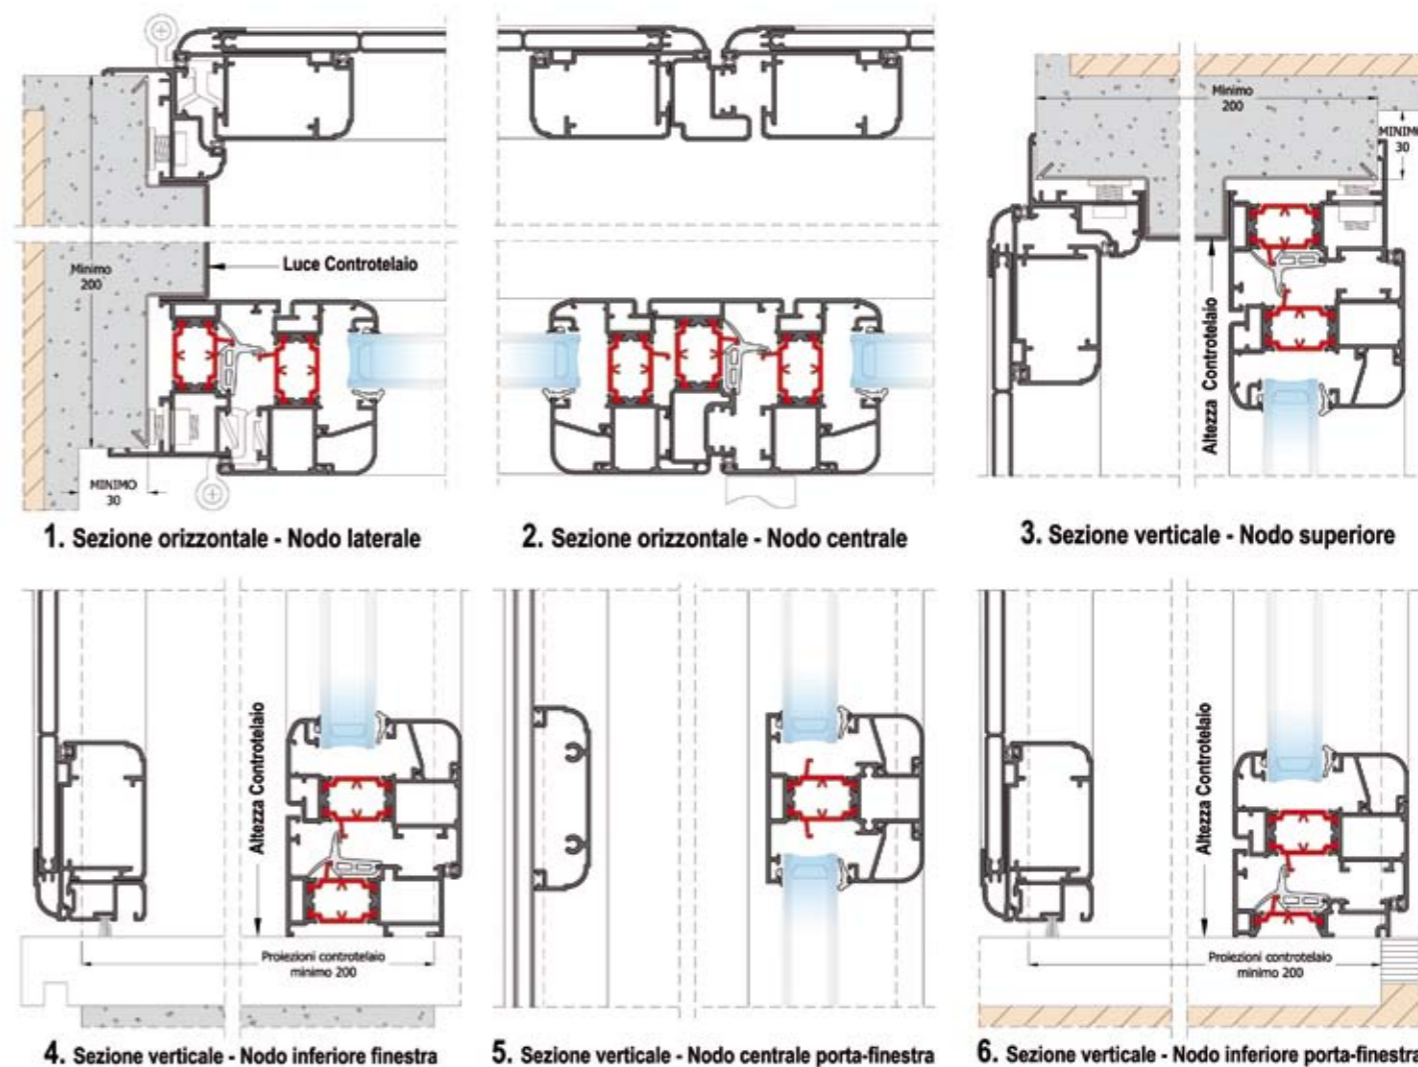 Minimo
200
Luce Controtelaio
MINIMO
30
1. Sezione orizzontale - Nodo laterale
2. Sezione orizzontale - Nodo centrale
Minimo
200
MINIMO
30
Altezza Controtelaio
3. Sezione verticale - Nodo superiore
Altezza Controtelaio
Proiezioni controtelaio
minimo 200
4. Sezione verticale - Nodo inferiore finestra
5. Sezione verticale - Nodo centrale porta-finestra
Altezza Controtelaio
Proiezioni controtelaio
minimo 200
6. Sezione verticale - Nodo inferiore porta-finestra